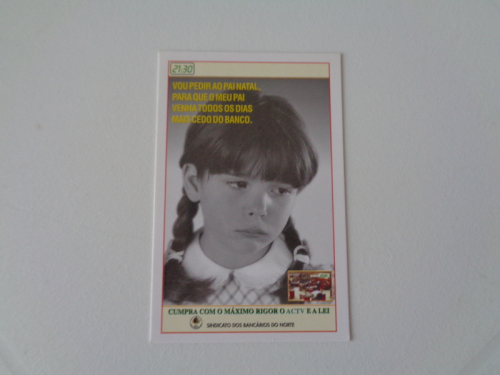 21:30
VOU PEDIR AO PAI NATAL,
PARA QUE O MEU PAI
VENHA TODOS OS DIAS
MAIS CEDO DO BANCO.
CUMPRA COM O MÁXIMO RIGOR O ACTV E A LEI
SINDICATO DOS BANCÁRIOS DO NORTE